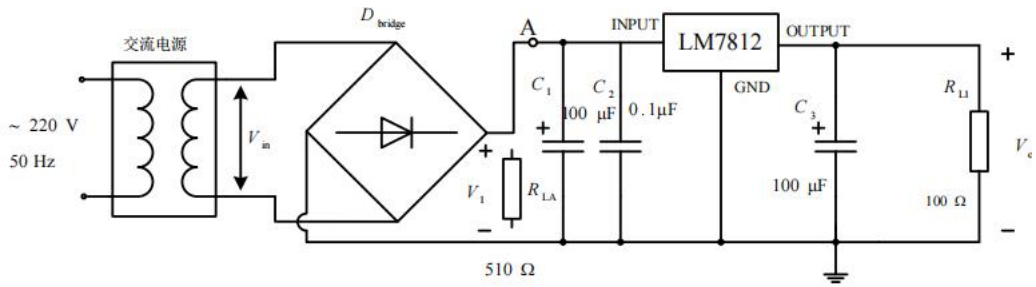 D bridge
交流电源
~ 220 V
50 Hz
V in
V 1
R LA
510 Ω
A
C 1
100 μF
C 2
0.1μF
INPUT
LM7812
OUTPUT
GND
C 3
100 μF
R L1
100 Ω
V o